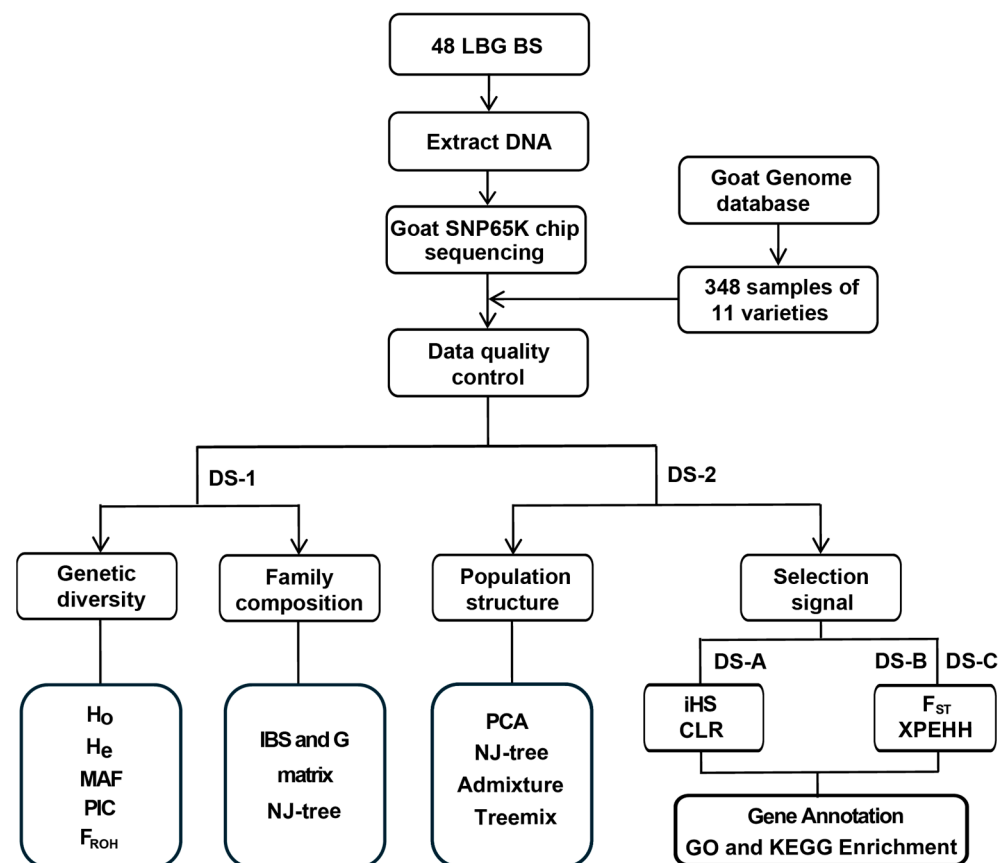 48 LBG BS
Extract DNA
Goat SNP65K chip
sequencing
Goat Genome
database
348 samples of
11 varieties
Data quality
control
DS-1
DS-2
Genetic
diversity
Family
composition
Population
structure
Selection
signal
DS-A
DS-B
DS-C
Ho
He
MAF
PIC
FROH
IBS and G
matrix
NJ-tree
PCA
NJ-tree
Admixture
Treemix
iHS
CLR
FST
XPEHH
Gene Annotation
GO and KEGG Enrichment